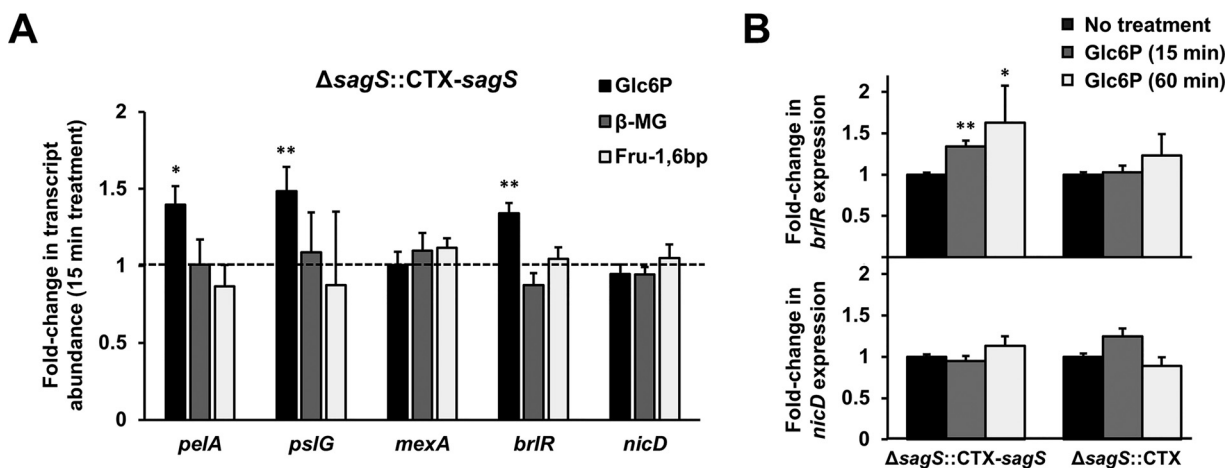 A
ΔsagS::CTX-sagS
Glc6P
β-MG
Fru-1,6bp
Fold-change in transcript
abundance (15 min treatment)
2
1.5
1
0.5
0
*
**
**
pelA
pslG
mexA
brlR
nicD
B
No treatment
Glc6P (15 min)
Glc6P (60 min)
Fold-change in
brlR expression
2
1.5
1
0.5
**
*
Fold-change in
nicD expression
2
1.5
1
0.5
0
ΔsagS::CTX-sagS
ΔsagS::CTX